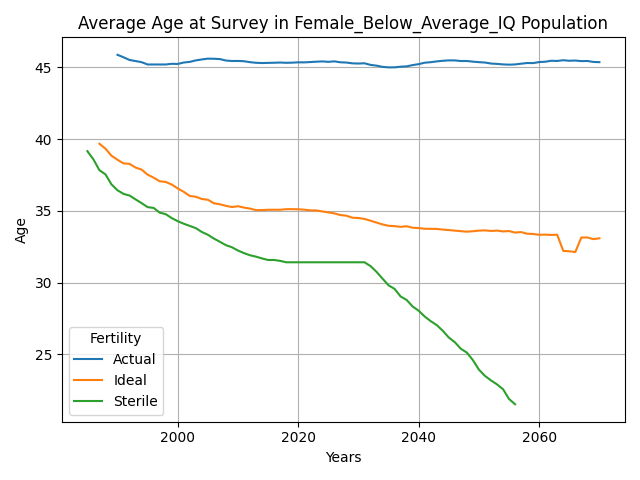 Average Age at Survey in Female_Below_Average_IQ Population
Age
45
40
35
30
25
Fertility
Actual
Ideal
Sterile
2000
2020
2040
2060
Years